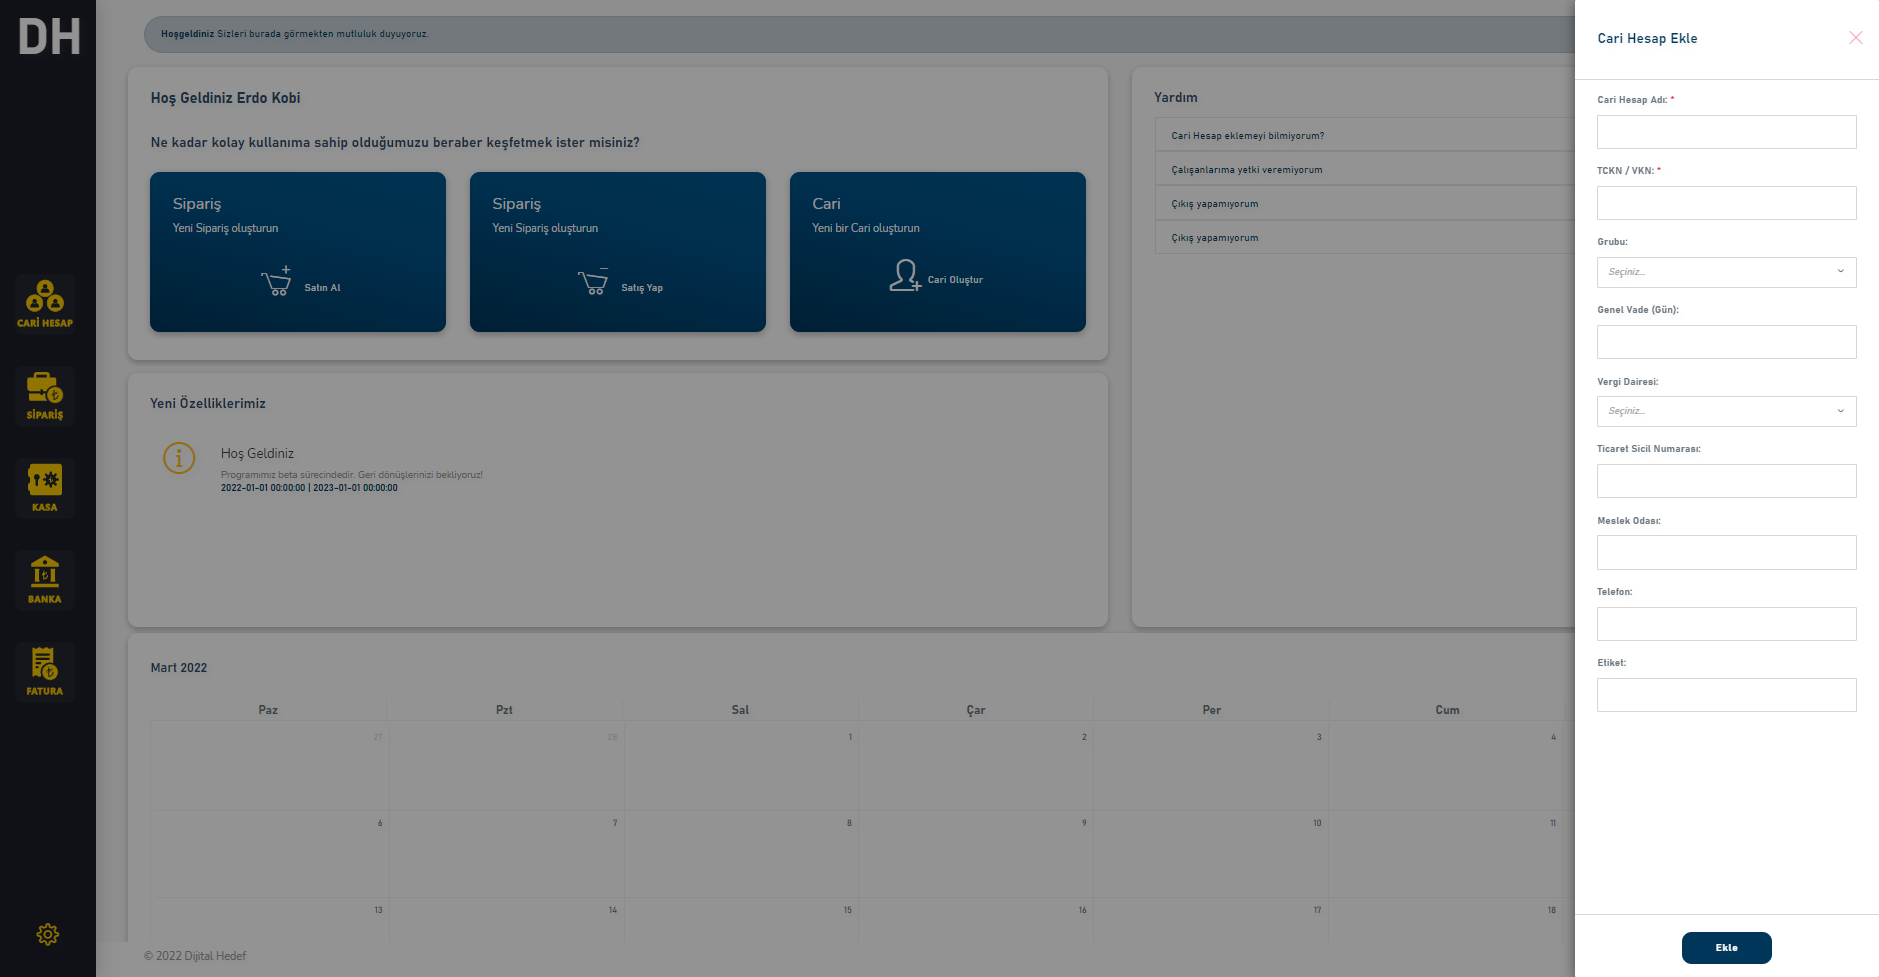 DH
CARİ HESAP
SİPARİŞ
KASA
BANKA
FATURA
Hoşgeldiniz Sizleri burada görmekten mutluluk duyuyoruz.
Hoş Geldiniz Erdo Kobi
Ne kadar kolay kullanıma sahip olduğumuzu beraber keşfetmek ister misiniz?
Sipariş
Yeni Sipariş oluşturun
Satın Al
Sipariş
Yeni Sipariş oluşturun
Satış Yap
Cari
Yeni bir Cari oluşturun
Cari Oluştur
Yardım
Cari Hesap eklemeyi bilmiyorum?
Çalışanlarıma yetki veremiyorum
Çıkış yapamıyorum
Çıkış yapamıyorum
Yeni Özelliklerimiz
Hoş Geldiniz
Programımız beta sürecindedir. Geri dönüşlerinizi bekliyoruz!
2022-01-01 00:00:00 | 2023-01-01 00:00:00
Mart 2022
Paz Pzt Sal Çar Per Cum
27 28 1 2 3 4
6 7 8 9 10 11
13 14 15 16 17 18
© 2022 Dijital Hedef
Cari Hesap Ekle
Cari Hesap Adı: *
TCKN / VKN: *
Grubu:
Seçiniz...
Genel Vade (Gün):
Vergi Dairesi:
Seçiniz...
Ticaret Sicil Numarası:
Meslek Odası:
Telefon:
Etiket:
Ekle